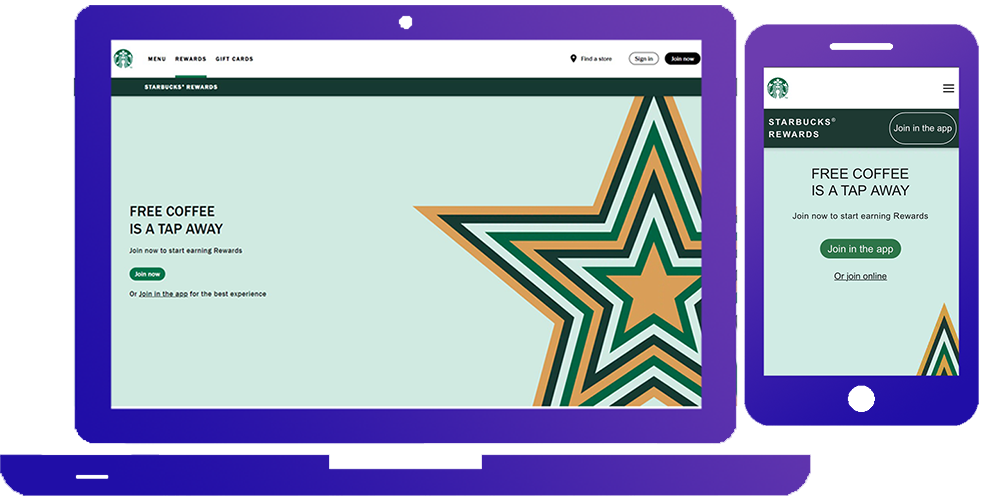 MENU REWARDS GIFT CARDS Find a store Sign in Join now
STARBUCKS® REWARDS
FREE COFFEE
IS A TAP AWAY
Join now to start earning Rewards
Join now
Or Join in the app for the best experience
STARBUCKS®
REWARDS
Join in the app
FREE COFFEE
IS A TAP AWAY
Join now to start earning Rewards
Join in the app
Or join online